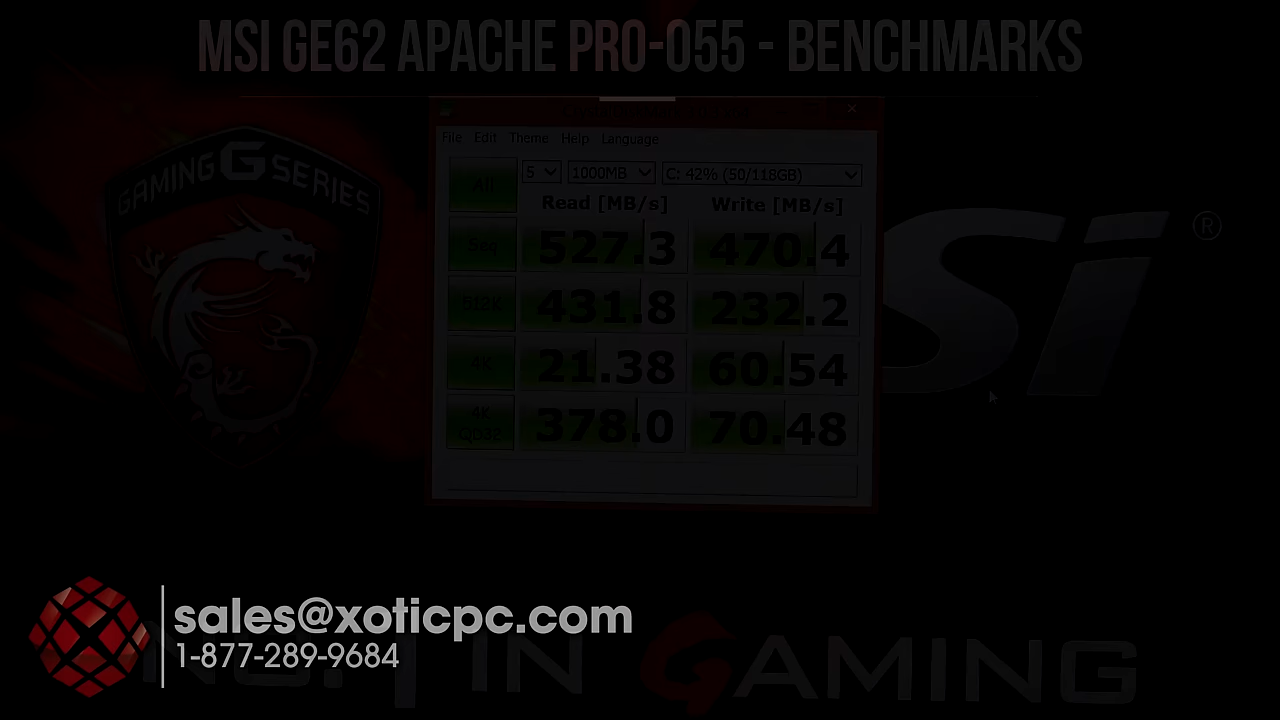 MSI GE62 APACHE PRO-055 - BENCHMARKS
File Edit Theme Help Language
All 5 1000MB C: 42% (50/118GB)
Read [MB/s] Write [MB/s]
Seq 527.3 470.4
512K 431.8 232.2
4K 21.38 60.54
4K QD32 378.0 70.48
GAMING G SERIES
Si ®
sales@xoticpc.com
1-877-289-9684
IN GAMING